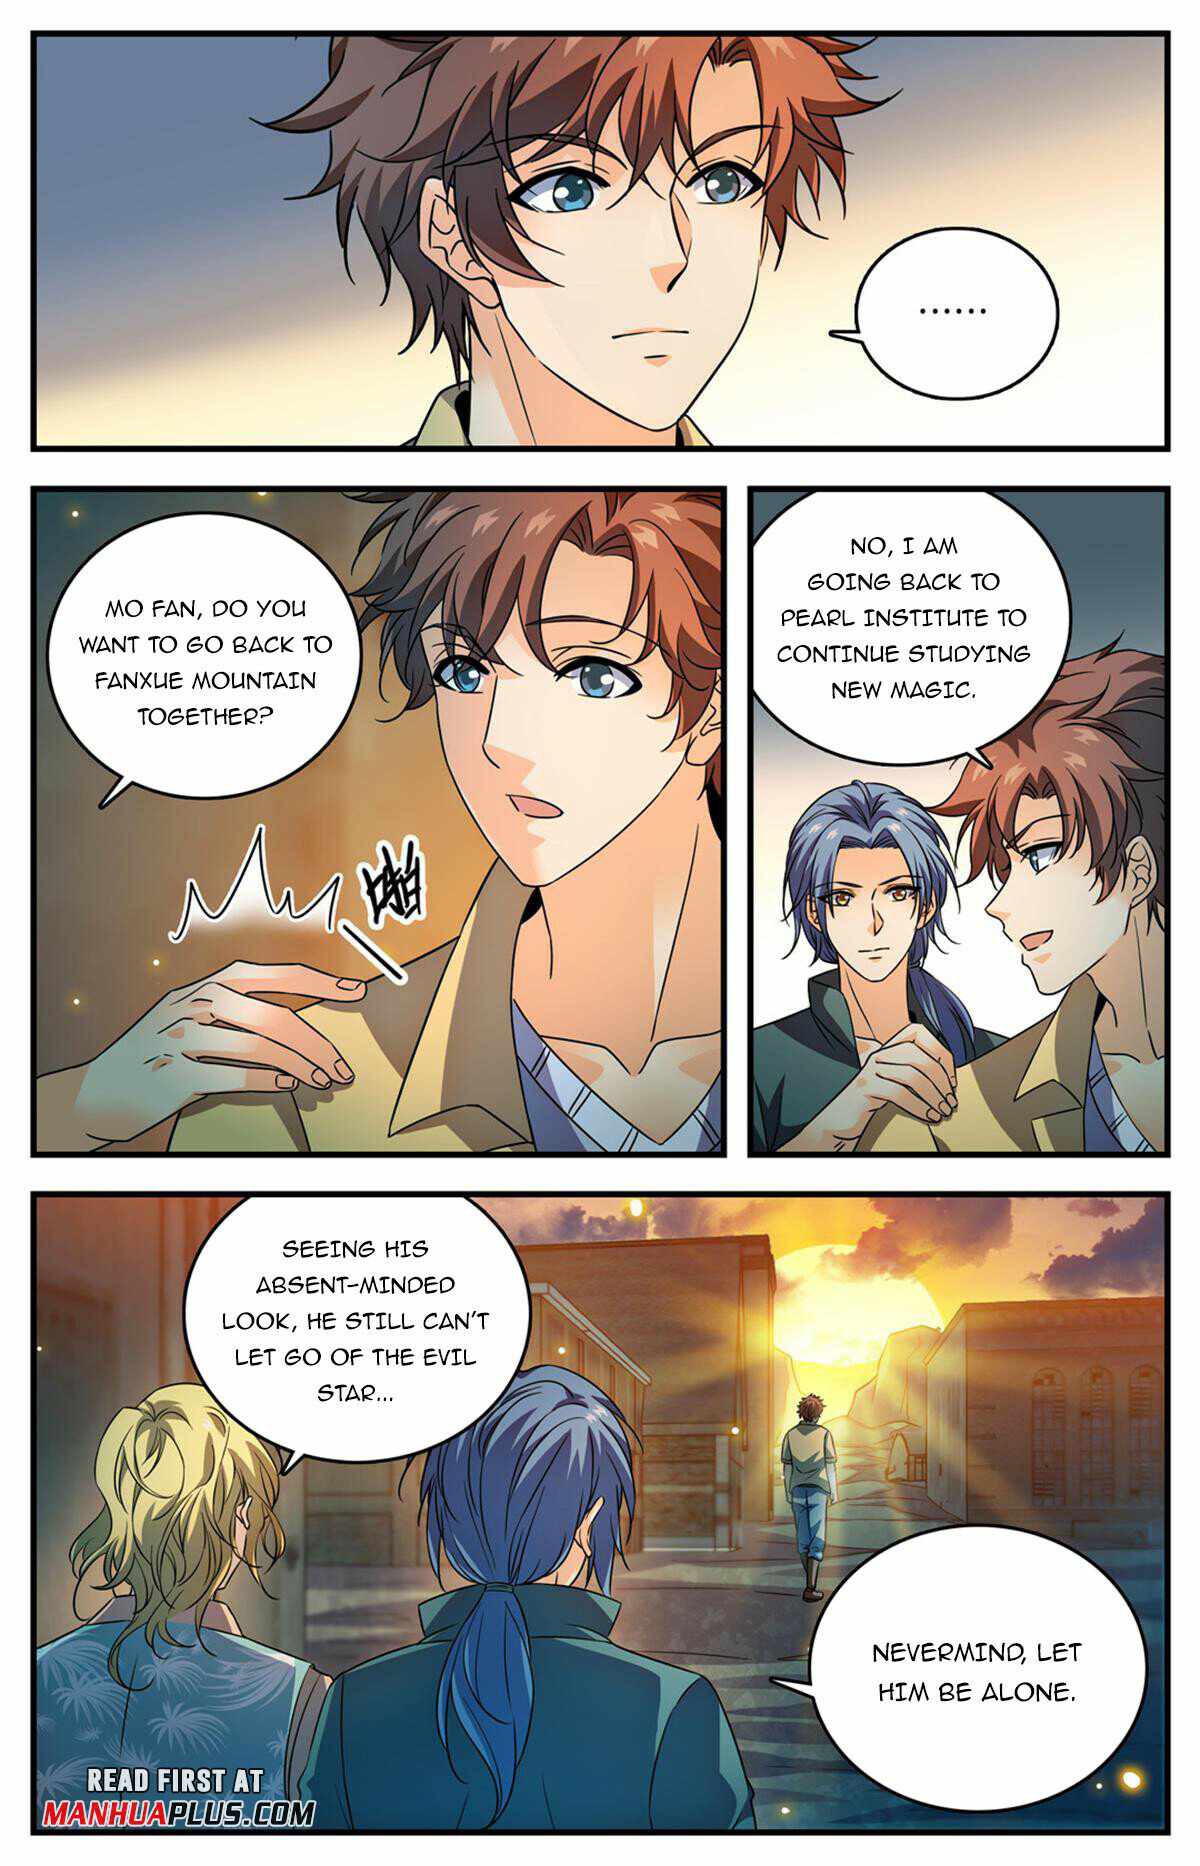 ......
MO FAN, DO YOU
WANT TO GO BACK TO
FANXUE MOUNTAIN
TOGETHER?
啪
NO, I AM
GOING BACK TO
PEARL INSTITUTE TO
CONTINUE STUDYING
NEW MAGIC.
SEEING HIS
ABSENT-MINDED
LOOK, HE STILL CAN'T
LET GO OF THE EVIL
STAR...
NEVERMIND, LET
HIM BE ALONE.
READ FIRST AT
MANHUAPLUS.COM